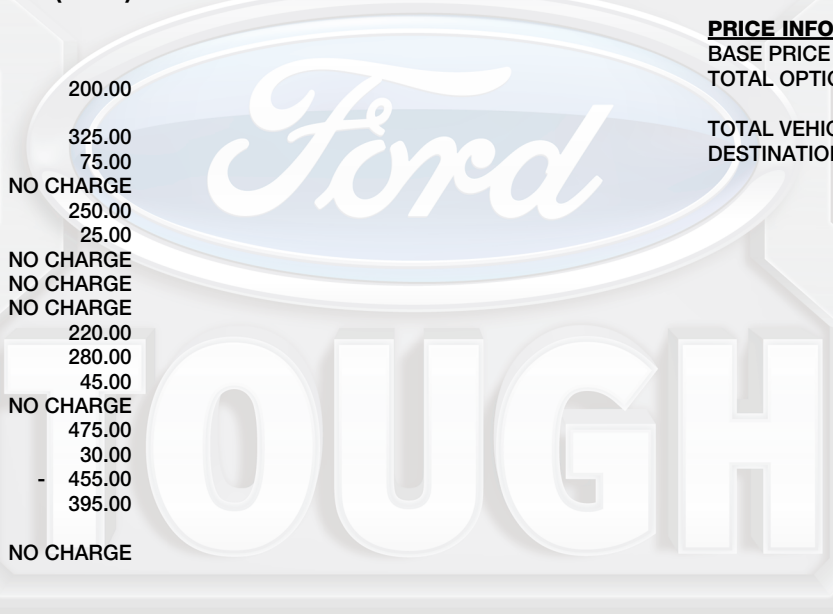 200.00
325.00
75.00
NO CHARGE
250.00
25.00
NO CHARGE
NO CHARGE
NO CHARGE
220.00
280.00
45.00
NO CHARGE
475.00
30.00
- 455.00
395.00
NO CHARGE
PRICE INFO
BASE PRICE
TOTAL OPTIO
TOTAL VEHIC
DESTINATION
Ford
TOUGH